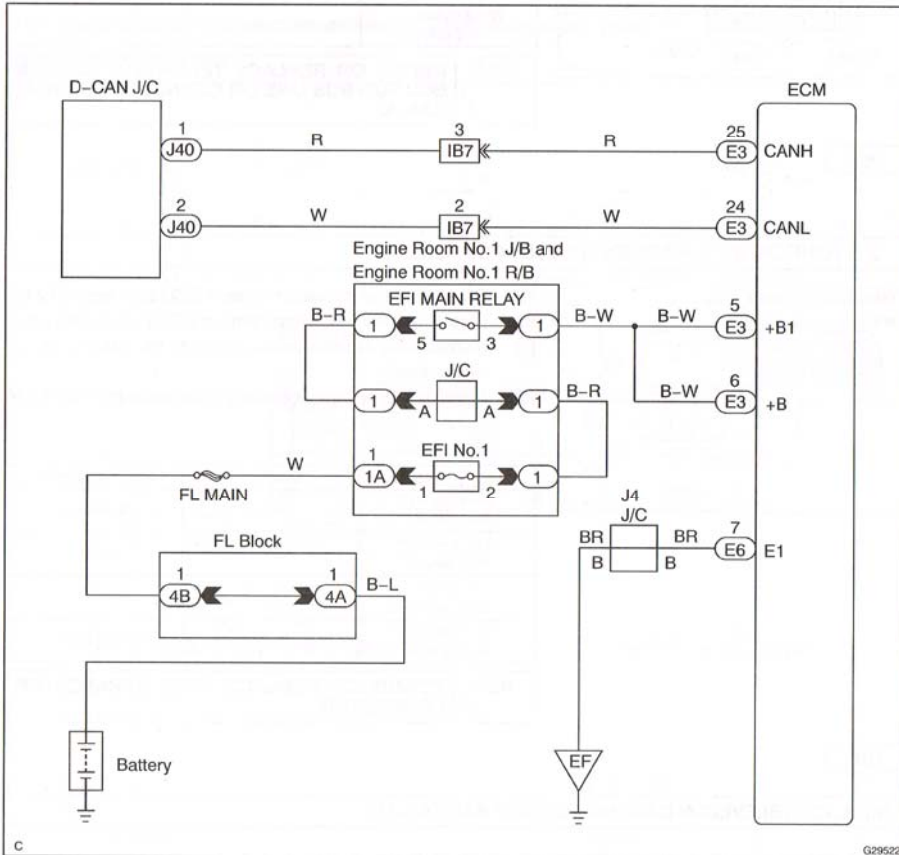 D-CAN J/C
ECM
1
J40
R
3
IB7
R
25
E3
CANH
2
J40
W
2
IB7
W
24
E3
CANL
Engine Room No.1 J/B and
Engine Room No.1 R/B
EFI MAIN RELAY
B-R
1
5
3
1
B-W
B-W
5
E3
+B1
J/C
1
A
A
1
B-R
B-W
6
E3
+B
EFI No.1
W
1
1A
1
2
1
FL MAIN
J4
J/C
BR
B
B
BR
7
E6
E1
FL Block
1
4B
1
4A
B-L
EF
Battery
C
G29522